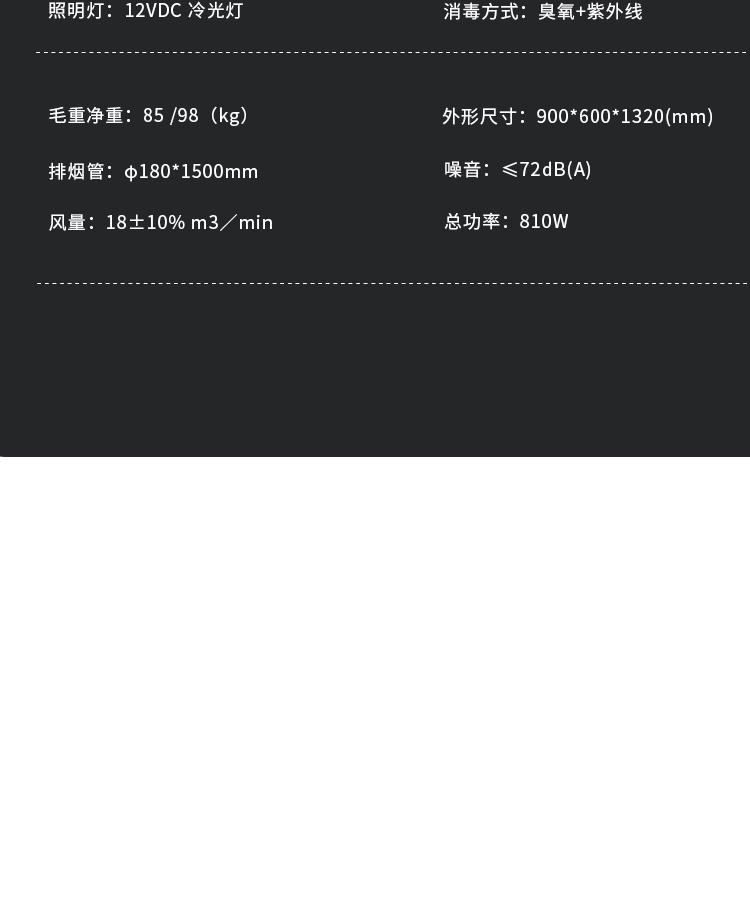 照明灯：12VDC 冷光灯
消毒方式：臭氧+紫外线
毛重净重：85 /98（kg）
外形尺寸：900*600*1320(mm)
排烟管：φ180*1500mm
噪音：≤72dB(A)
风量：18±10% m3／min
总功率：810W